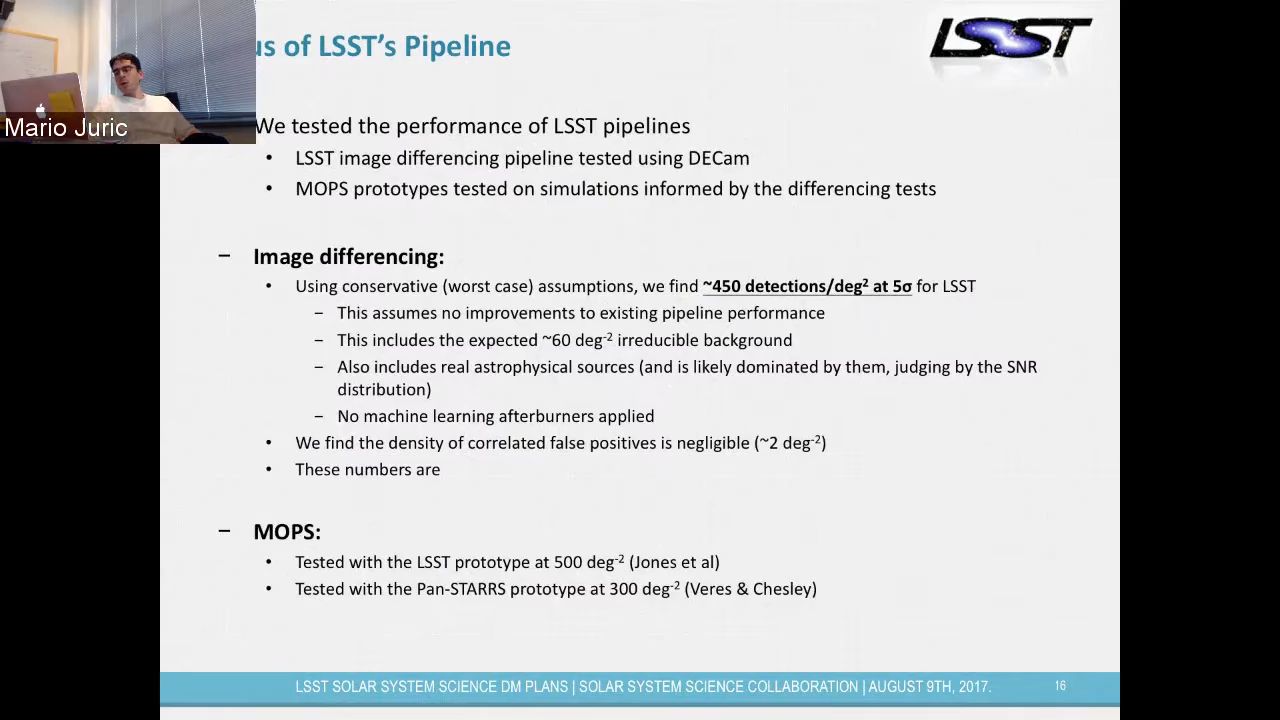 us of LSST's Pipeline
LSST
Mario Juric
We tested the performance of LSST pipelines
• LSST image differencing pipeline tested using DECam
• MOPS prototypes tested on simulations informed by the differencing tests
− Image differencing:
• Using conservative (worst case) assumptions, we find ~450 detections/deg² at 5σ for LSST
− This assumes no improvements to existing pipeline performance
− This includes the expected ~60 deg⁻² irreducible background
− Also includes real astrophysical sources (and is likely dominated by them, judging by the SNR
distribution)
− No machine learning afterburners applied
• We find the density of correlated false positives is negligible (~2 deg⁻²)
• These numbers are
− MOPS:
• Tested with the LSST prototype at 500 deg⁻² (Jones et al)
• Tested with the Pan-STARRS prototype at 300 deg⁻² (Veres & Chesley)
LSST SOLAR SYSTEM SCIENCE DM PLANS | SOLAR SYSTEM SCIENCE COLLABORATION | AUGUST 9TH, 2017.
16